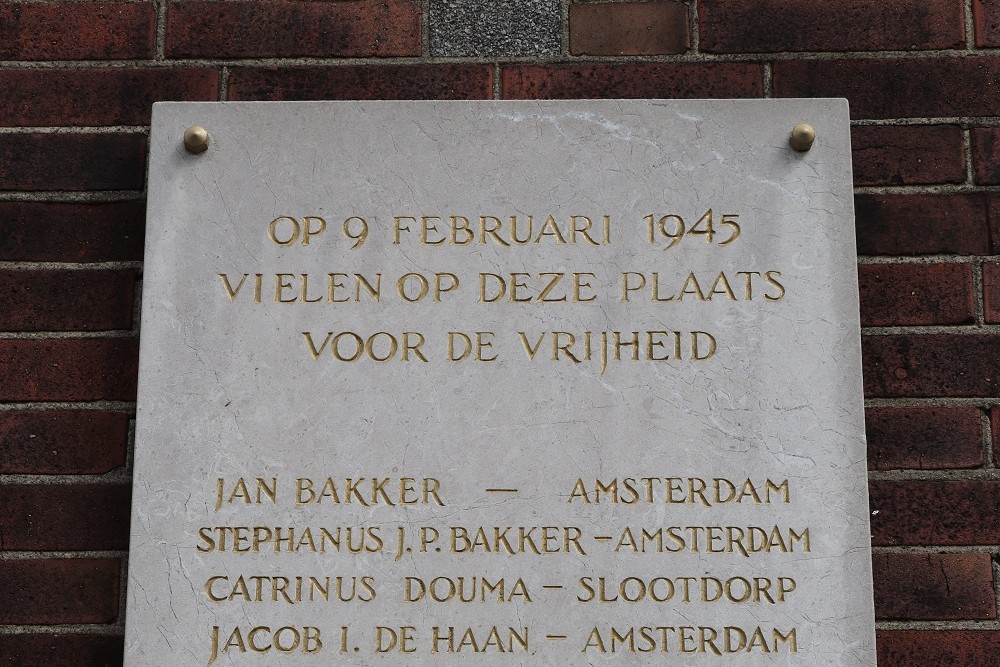 OP 9 FEBRUARI 1945
VIELEN OP DEZE PLAATS
VOOR DE VRIJHEID
JAN BAKKER – AMSTERDAM
STEPHANUS J.P. BAKKER – AMSTERDAM
CATRINUS DOUMA – SLOOTDORP
JACOB I. DE HAAN – AMSTERDAM